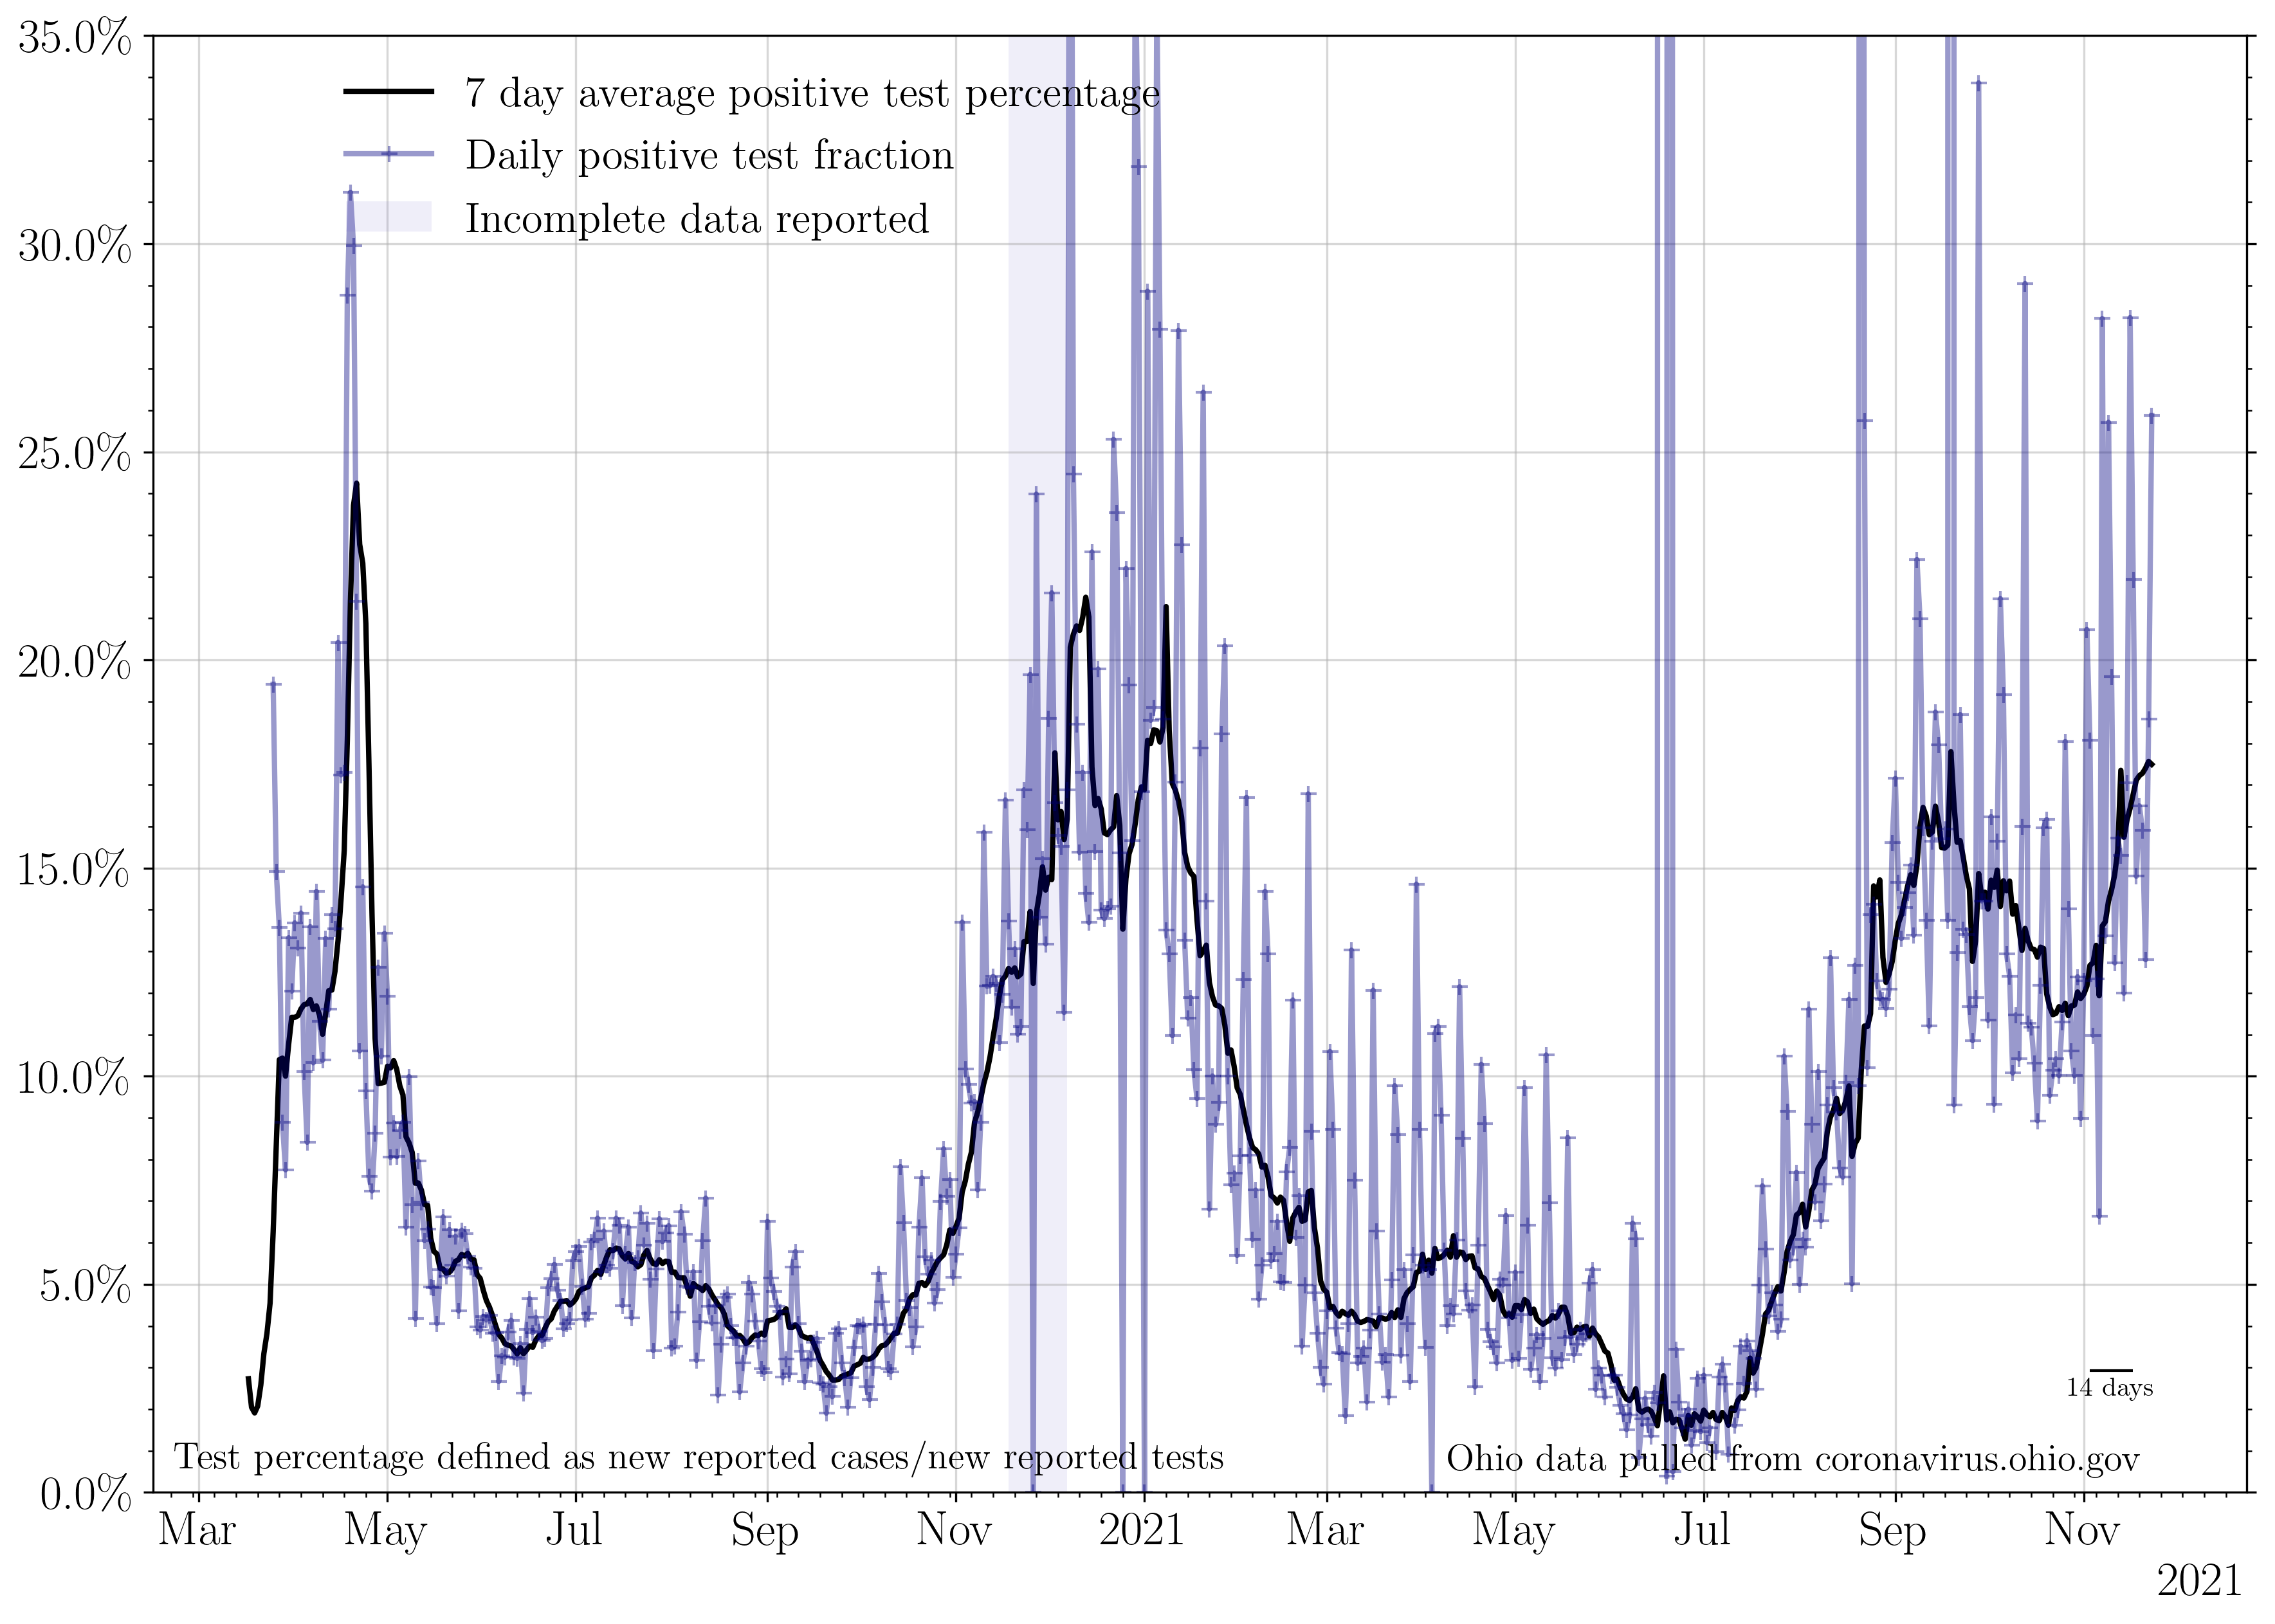 35.0%
30.0%
25.0%
20.0%
15.0%
10.0%
5.0%
0.0%
7 day average positive test percentage
Daily positive test fraction
Incomplete data reported
14 days
Test percentage defined as new reported cases/new reported tests
Ohio data pulled from coronavirus.ohio.gov
Mar May Jul Sep Nov 2021 Mar May Jul Sep Nov
2021